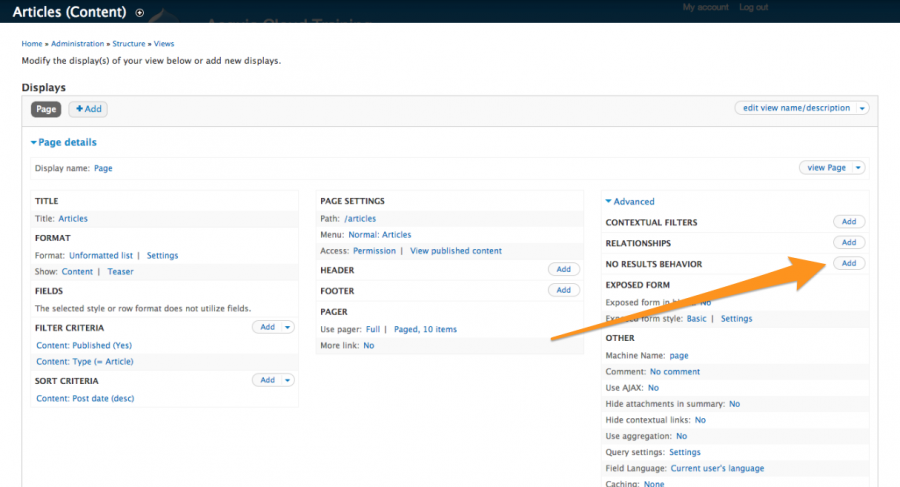 Articles (Content)
My account Log out
Home » Administration » Structure » Views
Modify the display(s) of your view below or add new displays.
Displays
Page
+ Add
edit view name/description
Page details
Display name: Page
view Page
TITLE
Title: Articles
FORMAT
Format: Unformatted list | Settings
Show: Content | Teaser
FIELDS
The selected style or row format does not utilize fields.
FILTER CRITERIA
Add
Content: Published (Yes)
Content: Type (= Article)
SORT CRITERIA
Add
Content: Post date (desc)
PAGE SETTINGS
Path: /articles
Menu: Normal: Articles
Access: Permission | View published content
HEADER
Add
FOOTER
Add
PAGER
Use pager: Full | Paged, 10 items
More link: No
Advanced
CONTEXTUAL FILTERS
Add
RELATIONSHIPS
Add
NO RESULTS BEHAVIOR
Add
EXPOSED FORM
Exposed form in No
Exposed form style: Basic | Settings
OTHER
Machine Name: page
Comment: No comment
Use AJAX: No
Hide attachments in summary: No
Hide contextual links: No
Use aggregation: No
Query settings: Settings
Field Language: Current user's language
Caching: None